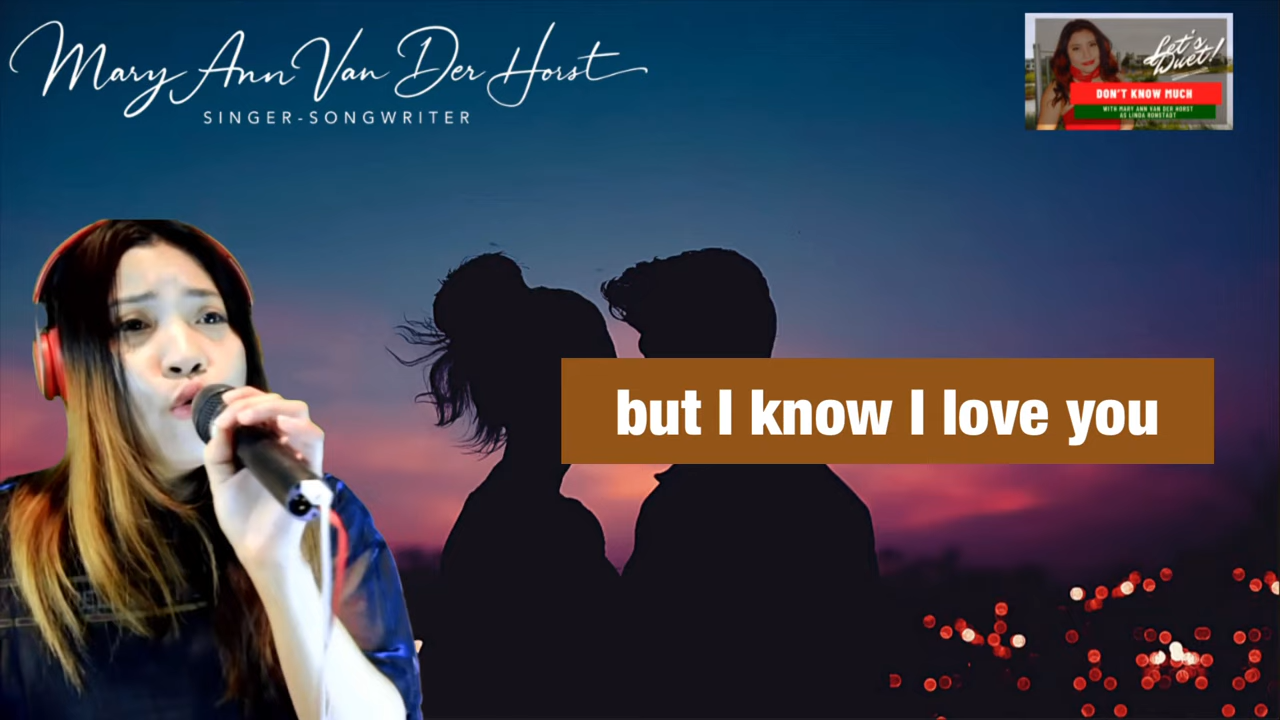 Mary Ann Van Der Horst
SINGER-SONGWRITER
Let's
Duet!
DON'T KNOW MUCH
WITH MARY ANN VAN DER HORST
AS LINDA RONSTADT
but I know I love you